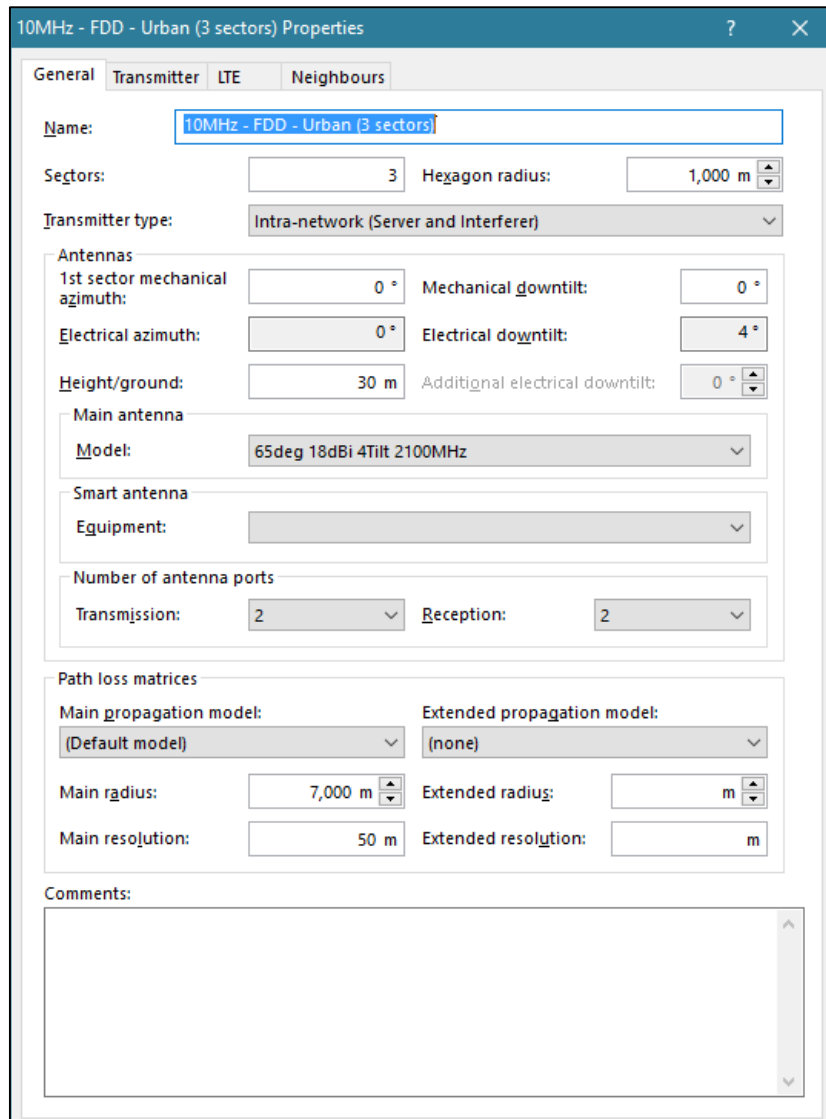 10MHz - FDD - Urban (3 sectors) Properties ? ×
General Transmitter LTE Neighbours
Name: 10MHz - FDD - Urban (3 sectors)
Sectors: 3 Hexagon radius: 1,000 m
Transmitter type: Intra-network (Server and Interferer)
Antennas
1st sector mechanical
azimuth: 0 ° Mechanical downtilt: 0 °
Electrical azimuth: 0 ° Electrical downtilt: 4 °
Height/ground: 30 m Additional electrical downtilt: 0 °
Main antenna
Model: 65deg 18dBi 4Tilt 2100MHz
Smart antenna
Equipment:
Number of antenna ports
Transmission: 2 Reception: 2
Path loss matrices
Main propagation model: Extended propagation model:
(Default model) (none)
Main radius: 7,000 m Extended radius: m
Main resolution: 50 m Extended resolution: m
Comments: